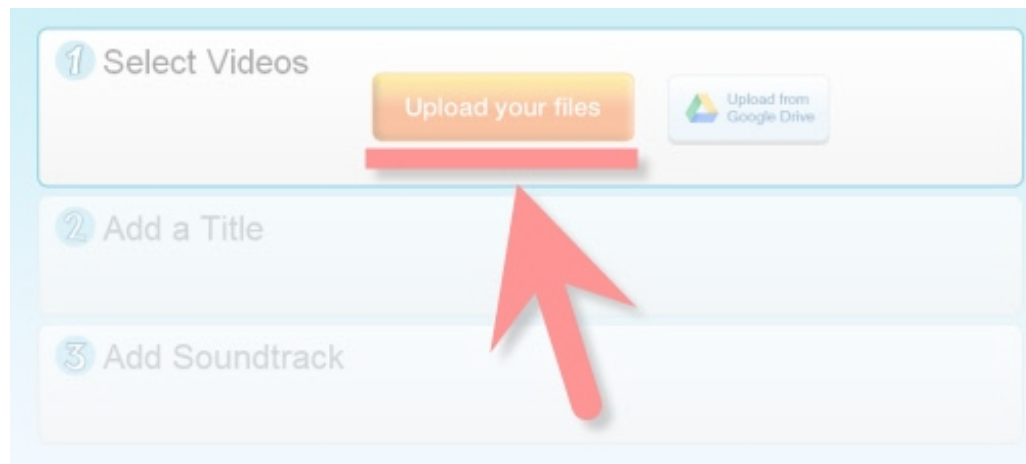 1 Select Videos
Upload your files
Upload from
Google Drive
2 Add a Title
3 Add Soundtrack